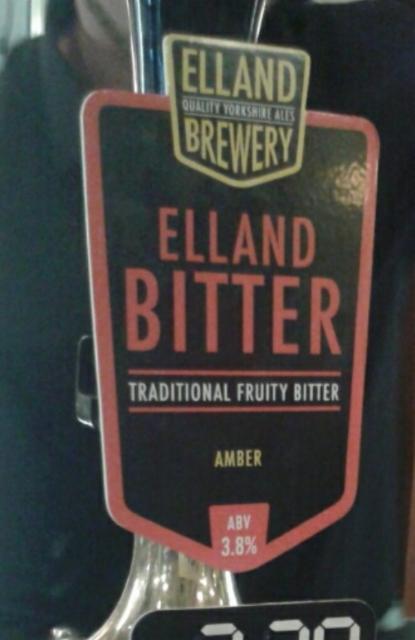 ELLAND
QUALITY YORKSHIRE ALES
BREWERY
ELLAND
BITTER
TRADITIONAL FRUITY BITTER
AMBER
ABV
3.8%